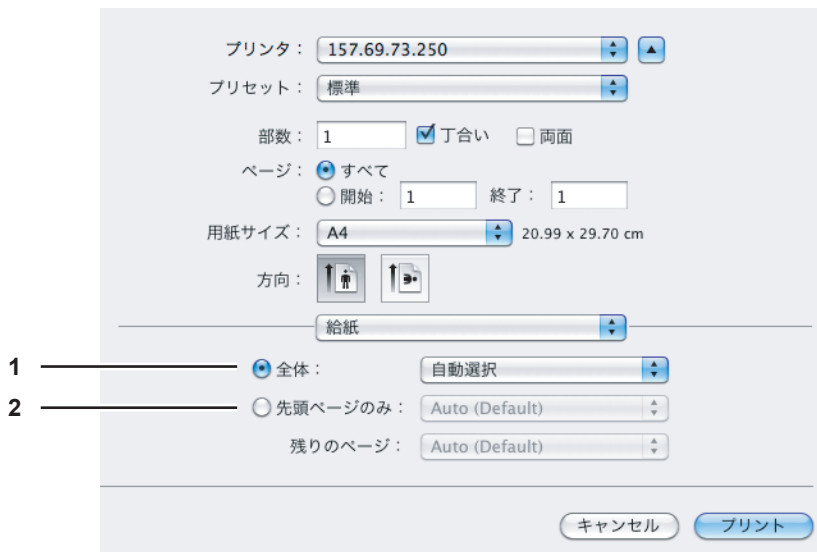 プリンタ： 157.69.73.250
プリセット： 標準
部数： 1 丁合い 両面
ページ： すべて
開始： 1 終了： 1
用紙サイズ： A4 20.99 x 29.70 cm
方向：
給紙
1 全体： 自動選択
2 先頭ページのみ： Auto (Default)
残りのページ： Auto (Default)
キャンセル プリント